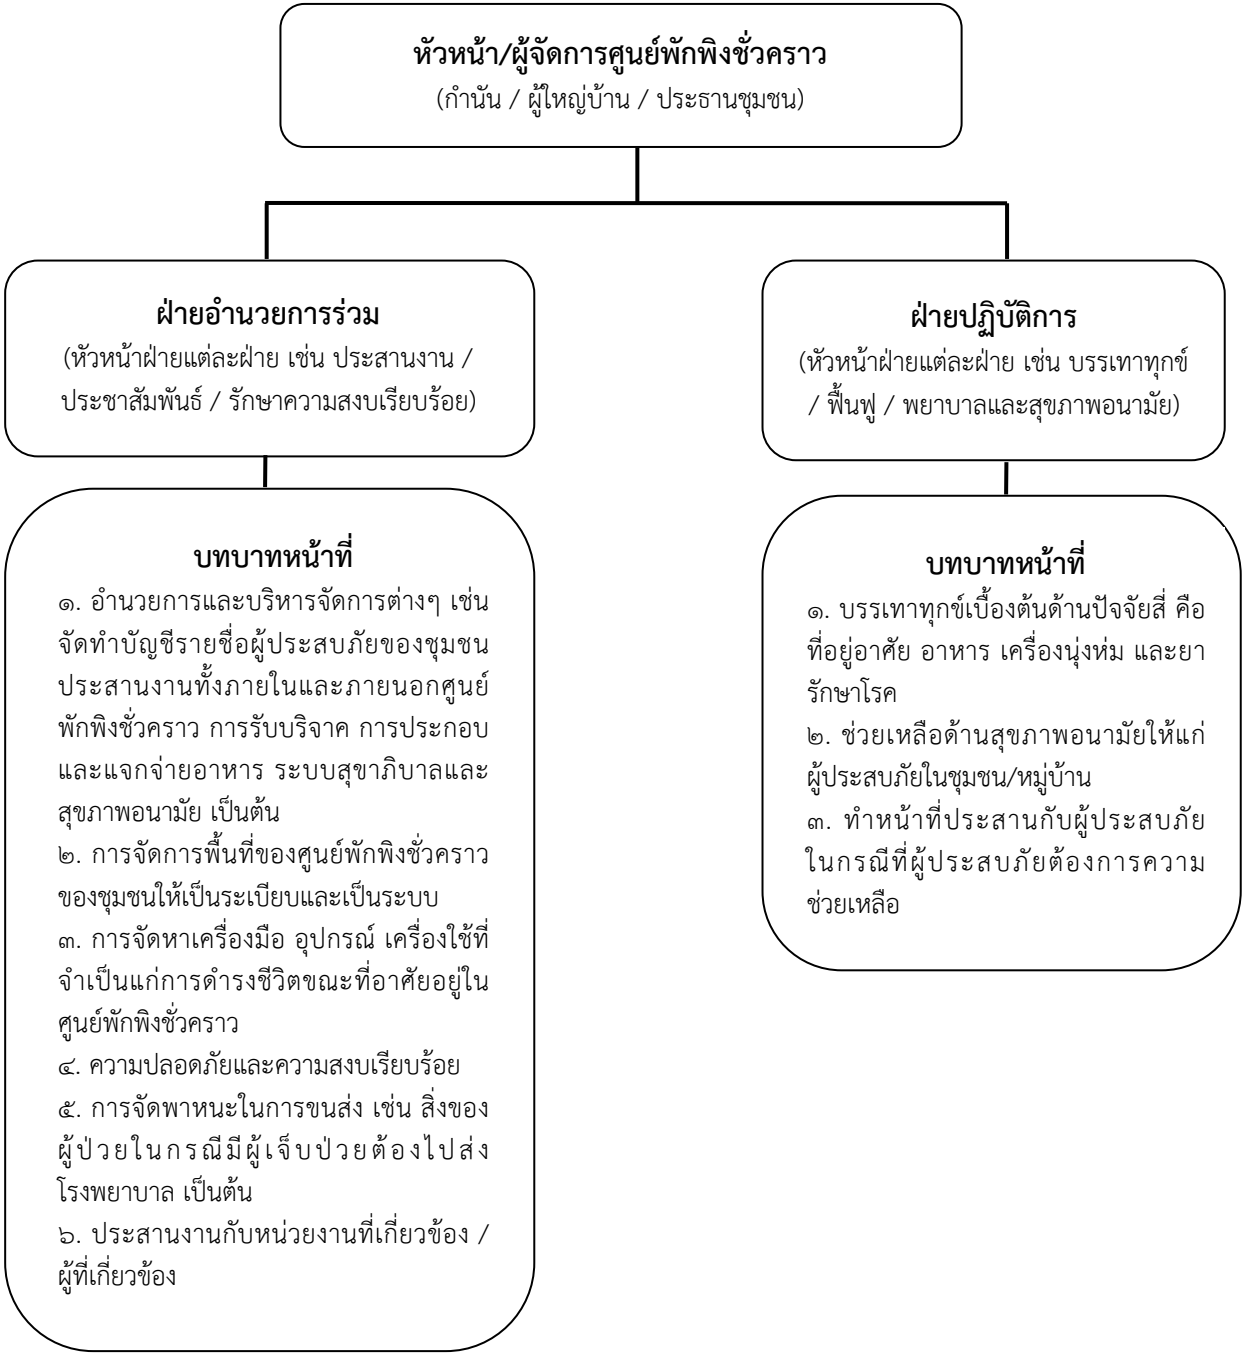 หัวหน้า/ผู้จัดการศูนย์พักพิงชั่วคราว
(กำนัน / ผู้ใหญ่บ้าน / ประธานชุมชน)
ฝ่ายอำนวยการร่วม
(หัวหน้าฝ่ายแต่ละฝ่าย เช่น ประสานงาน /
ประชาสัมพันธ์ / รักษาความสงบเรียบร้อย)
บทบาทหน้าที่
๑. อำนวยการและบริหารจัดการต่างๆ เช่น
จัดทำบัญชีรายชื่อผู้ประสบภัยของชุมชน
ประสานงานทั้งภายในและภายนอกศูนย์
พักพิงชั่วคราว การรับบริจาค การประกอบ
และแจกจ่ายอาหาร ระบบสุขาภิบาลและ
สุขภาพอนามัย เป็นต้น
๒. การจัดการพื้นที่ของศูนย์พักพิงชั่วคราว
ของชุมชนให้เป็นระเบียบและเป็นระบบ
๓. การจัดหาเครื่องมือ อุปกรณ์ เครื่องใช้ที่
จำเป็นแก่การดำรงชีวิตขณะที่อาศัยอยู่ใน
ศูนย์พักพิงชั่วคราว
๔. ความปลอดภัยและความสงบเรียบร้อย
๕. การจัดพาหนะในการขนส่ง เช่น สิ่งของ
ผู้ป่วยในกรณีมีผู้เจ็บป่วยต้องไปส่ง
โรงพยาบาล เป็นต้น
๖. ประสานงานกับหน่วยงานที่เกี่ยวข้อง /
ผู้ที่เกี่ยวข้อง
ฝ่ายปฏิบัติการ
(หัวหน้าฝ่ายแต่ละฝ่าย เช่น บรรเทาทุกข์
/ ฟื้นฟู / พยาบาลและสุขภาพอนามัย)
บทบาทหน้าที่
๑. บรรเทาทุกข์เบื้องต้นด้านปัจจัยสี่ คือ
ที่อยู่อาศัย อาหาร เครื่องนุ่งห่ม และยา
รักษาโรค
๒. ช่วยเหลือด้านสุขภาพอนามัยให้แก่
ผู้ประสบภัยในชุมชน/หมู่บ้าน
๓. ทำหน้าที่ประสานกับผู้ประสบภัย
ในกรณีที่ผู้ประสบภัยต้องการความ
ช่วยเหลือ